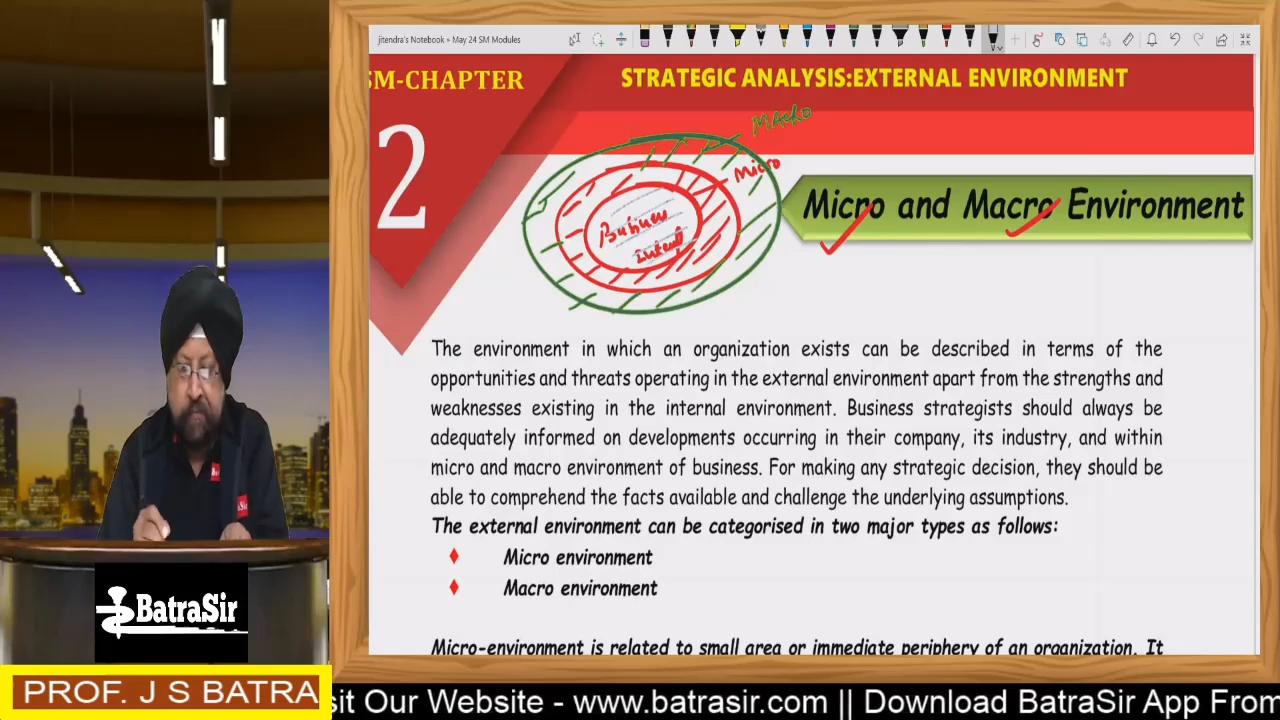 jitendra's Notebook » May 24 SM Modules
SM-CHAPTER
2
STRATEGIC ANALYSIS:EXTERNAL ENVIRONMENT
Macro
Micro
Business
Micro and Macro Environment
The environment in which an organization exists can be described in terms of the
opportunities and threats operating in the external environment apart from the strengths and
weaknesses existing in the internal environment. Business strategists should always be
adequately informed on developments occurring in their company, its industry, and within
micro and macro environment of business. For making any strategic decision, they should be
able to comprehend the facts available and challenge the underlying assumptions.
The external environment can be categorised in two major types as follows:
Micro environment
Macro environment
Micro-environment is related to small area or immediate periphery of an organization. It
BatraSir
PROF. J S BATRA
sit Our Website - www.batrasir.com || Download BatraSir App From